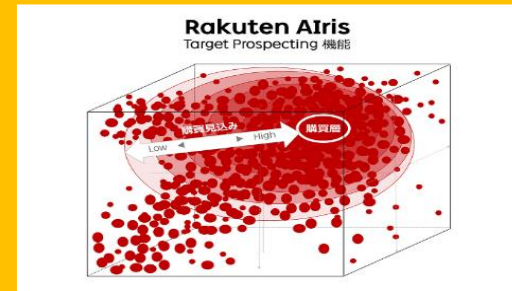 Rakuten AIris
Target Prospecting 機能
購買見込み
購買層
Low ◄ ► High